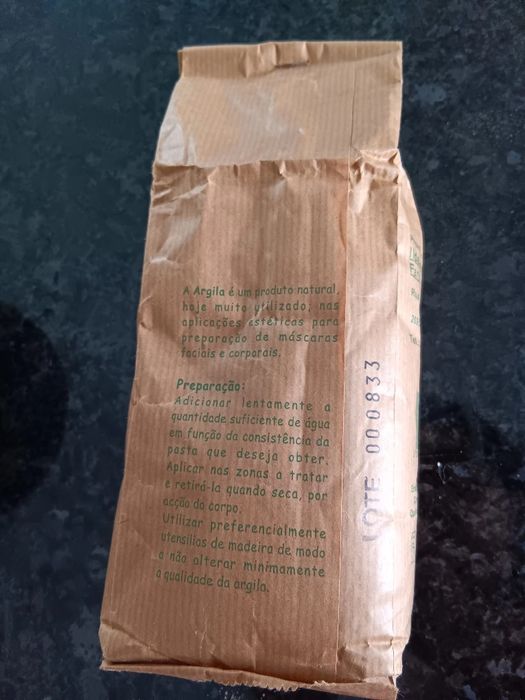 A Argila é um produto natural,
hoje muito utilizado, nas
aplicações estéticas para
preparação de máscaras
faciais e corporais.
Preparação:
Adicionar lentamente a
quantidade suficiente de água
em função da consistência da
pasta que deseja obter.
Aplicar nas zonas a tratar
e retirá-la quando seca, por
acção do corpo.
Utilizar preferencialmente
utensílios de madeira de modo
a não alterar minimamente
a qualidade da argila.
LOTE 000833